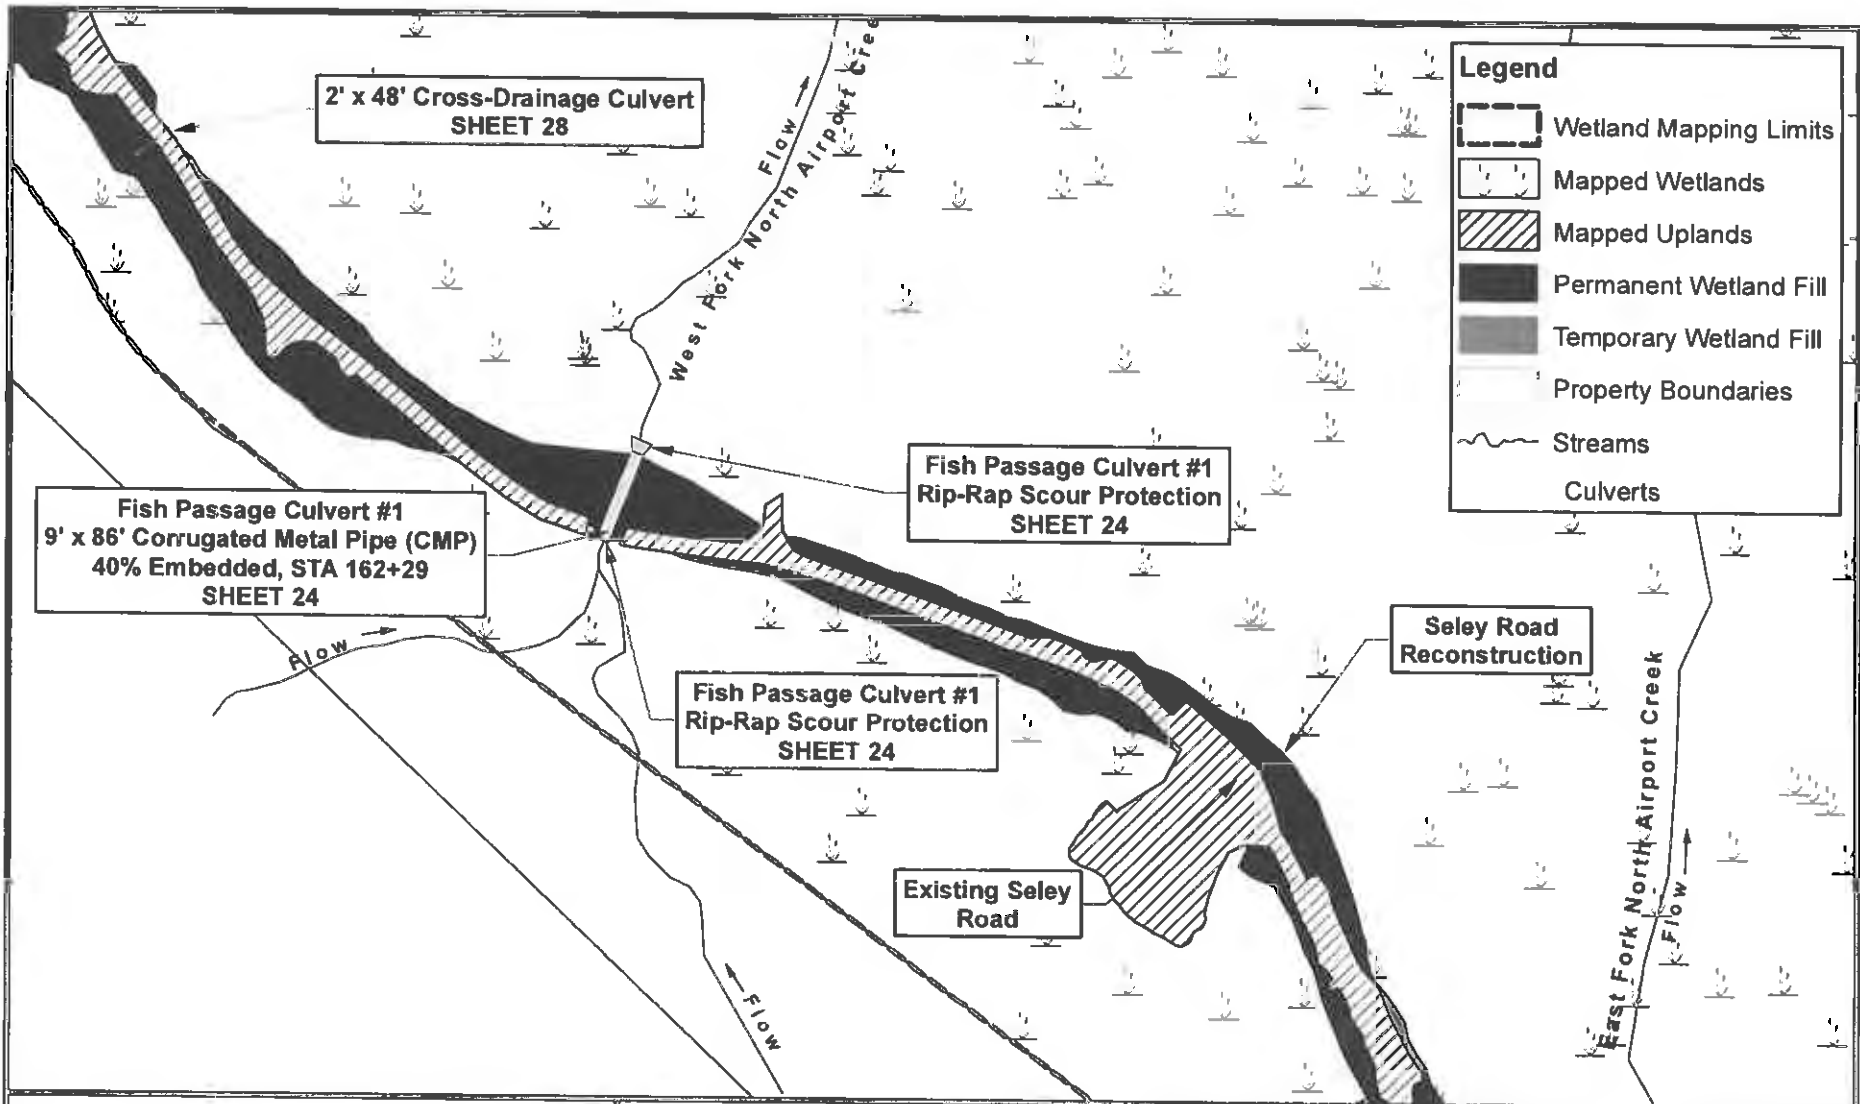 2' x 48' Cross-Drainage Culvert
SHEET 28
Flow
West Fork North Airport Cree
Legend
Wetland Mapping Limits
Mapped Wetlands
Mapped Uplands
Permanent Wetland Fill
Temporary Wetland Fill
Property Boundaries
Streams
Culverts
Fish Passage Culvert #1
Rip-Rap Scour Protection
SHEET 24
Fish Passage Culvert #1
9' x 86' Corrugated Metal Pipe (CMP)
40% Embedded, STA 162+29
SHEET 24
Flow
Seley Road
Reconstruction
Fish Passage Culvert #1
Rip-Rap Scour Protection
SHEET 24
Existing Seley
Road
Flow
East Fork North Airport Creek
Flow